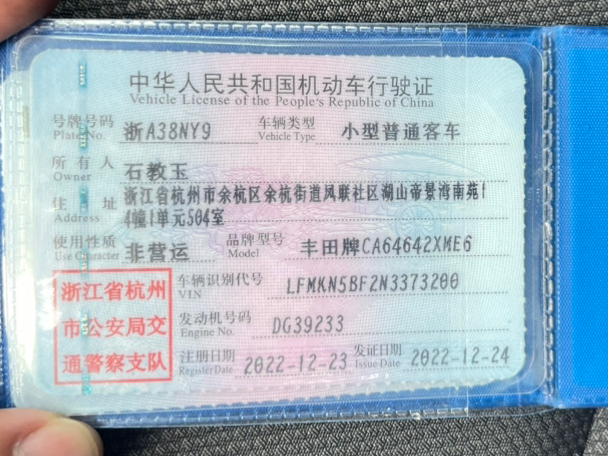 中华人民共和国机动车行驶证
Vehicle License of the People's Republic of China
号牌号码 浙A38NY9 车辆类型 小型普通客车
Plate No. Vehicle Type
所有人 石教玉
Owner
住址 浙江省杭州市余杭区余杭街道凤联社区湖山帝景湾南苑1
Address 4幢1单元504室
使用性质 非营运 品牌型号 丰田牌CA64642XME6
Use Character Model
浙江省杭州
市公安局交
通警察支队
车辆识别代号 LFMKN5BF2N3373200
VIN
发动机号码 DG39233
Engine No.
注册日期 2022-12-23 发证日期 2022-12-24
Register Date Issue Date